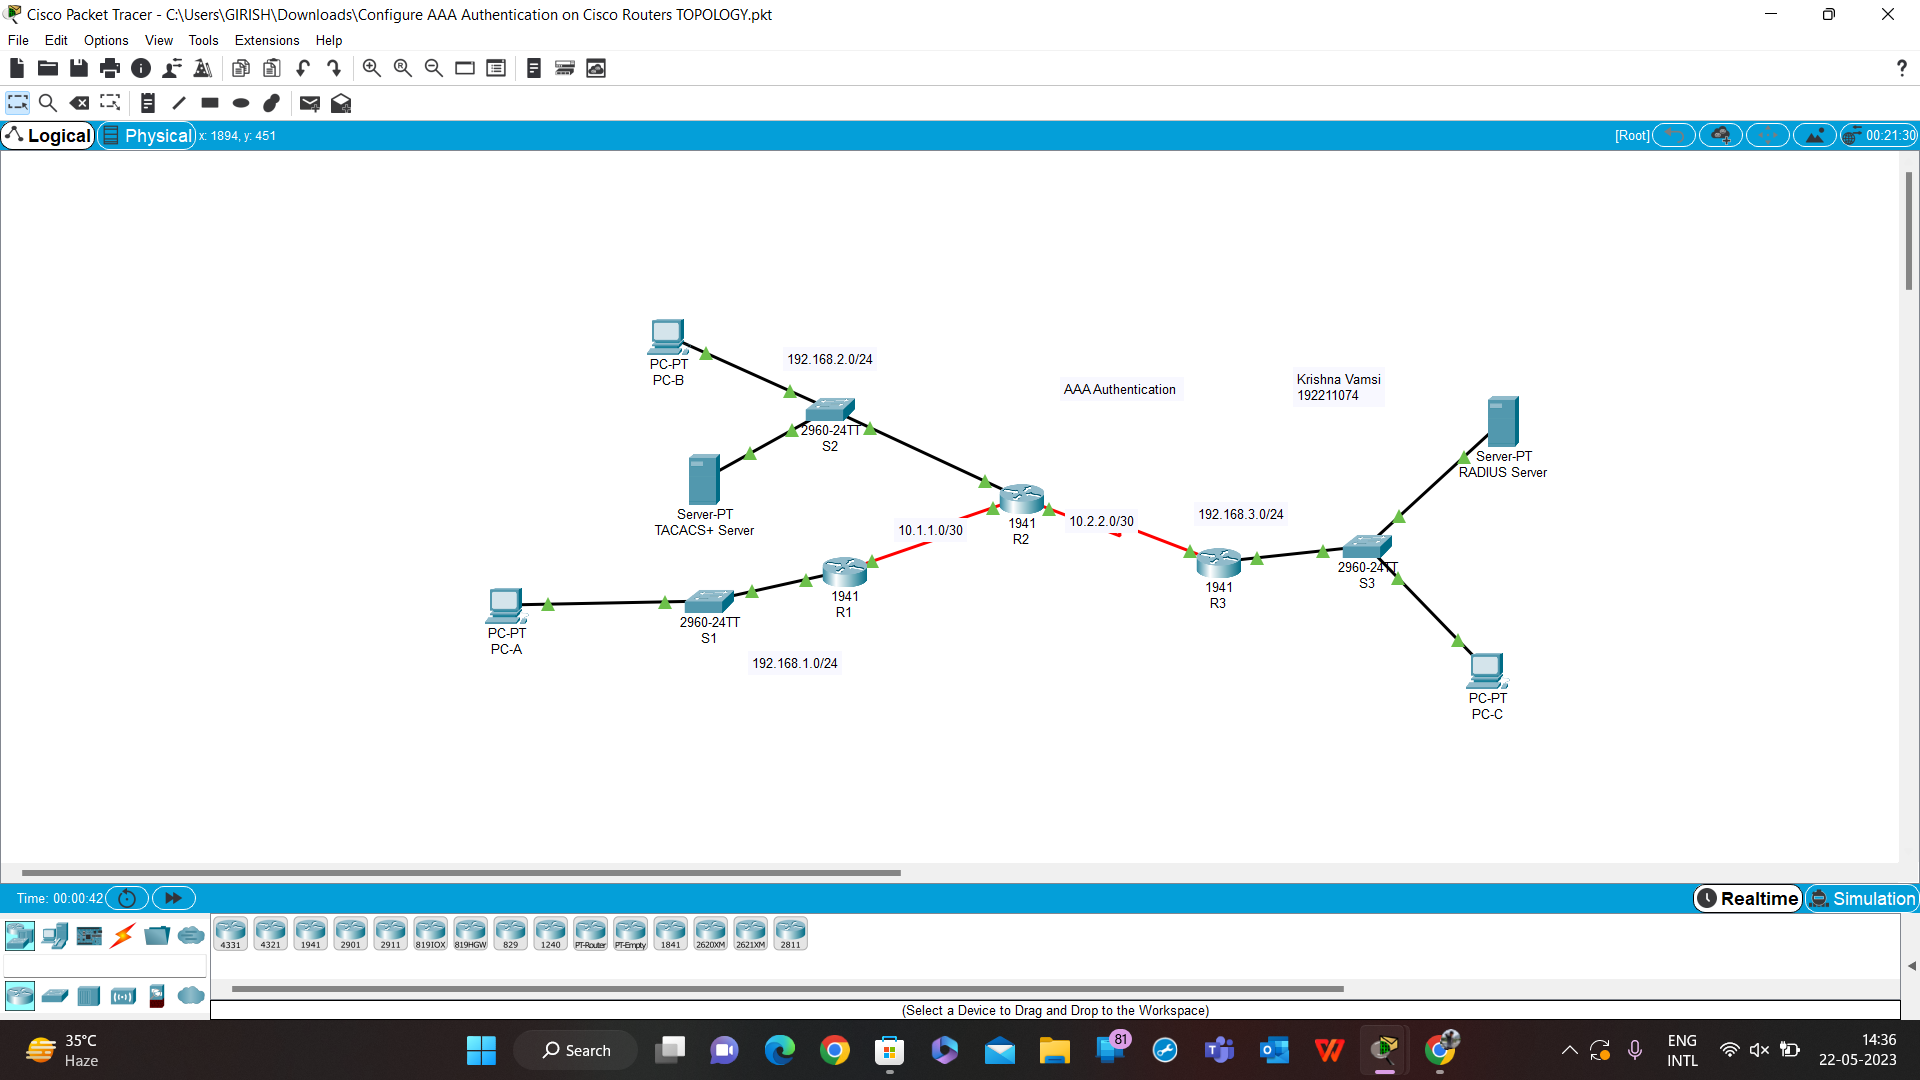 Cisco Packet Tracer - C:\Users\GIRISH\Downloads\Configure AAA Authentication on Cisco Routers TOPOLOGY.pkt
File Edit Options View Tools Extensions Help
?
Logical Physical x: 1894, y: 451 [Root] 00:21:30
PC-PT
PC-B
192.168.2.0/24
2960-24TT
S2
AAA Authentication
Krishna Vamsi
192211074
Server-PT
RADIUS Server
Server-PT
TACACS+ Server
10.1.1.0/30
1941
R2
10.2.2.0/30
192.168.3.0/24
1941
R3
2960-24TT
S3
1941
R1
2960-24TT
S1
PC-PT
PC-A
192.168.1.0/24
PC-PT
PC-C
Time: 00:00:42 Realtime Simulation
4331 4321 1941 2901 2911 819IOX 819HGW 829 1240 PT-Router PT-Empty 1841 2620XM 2621XM 2811
(Select a Device to Drag and Drop to the Workspace)
35°C
Haze
Search
81
ENG
INTL
14:36
22-05-2023